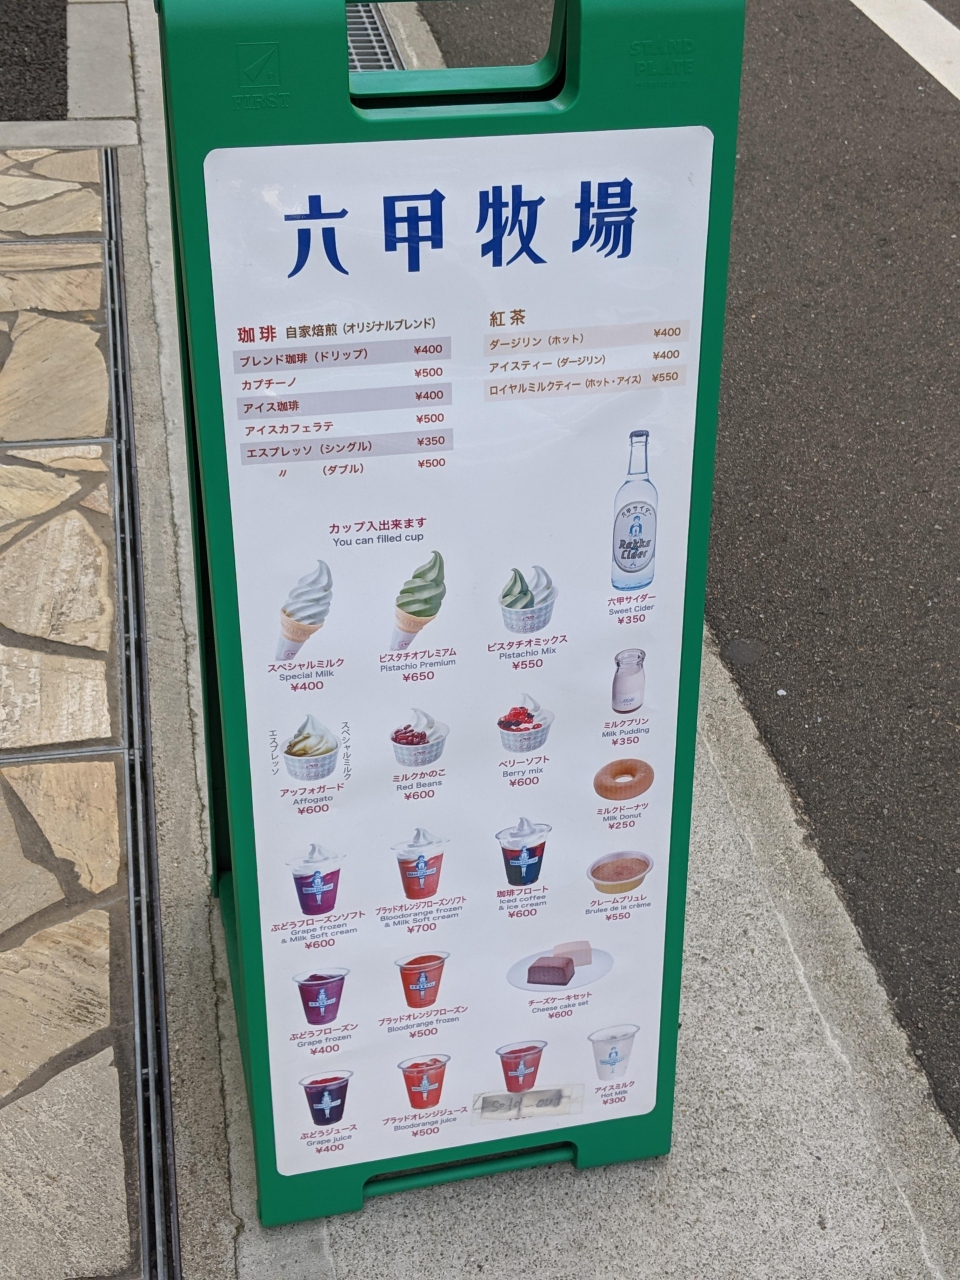 FIRST
STAND
PLATE
六甲牧場
珈琲 自家焙煎（オリジナルブレンド）
ブレンド珈琲（ドリップ） ¥400
カプチーノ ¥500
アイス珈琲 ¥400
アイスカフェラテ ¥500
エスプレッソ（シングル） ¥350
〃 （ダブル） ¥500
紅茶
ダージリン（ホット） ¥400
アイスティー（ダージリン） ¥400
ロイヤルミルクティー（ホット・アイス） ¥550
カップ入出来ます
You can filled cup
スペシャルミルク
Special Milk
¥400
ピスタチオプレミアム
Pistachio Premium
¥650
ピスタチオミックス
Pistachio Mix
¥550
六甲サイダー
Rokko
Cider
六甲サイダー
Sweet Cider
¥350
エスプレッソ
スペシャルミルク
アッフォガード
Affogato
¥600
ミルクかのこ
Red Beans
¥600
ベリーソフト
Berry mix
¥600
ミルクプリン
Milk Pudding
¥350
ミルクドーナツ
Milk Donut
¥250
ぶどうフローズンソフト
Grape frozen
& Milk Soft cream
¥600
ブラッドオレンジフローズンソフト
Bloodorange frozen
& Milk Soft cream
¥700
珈琲フロート
Iced coffee
& Ice cream
¥600
クレームブリュレ
Brulee de la crème
¥550
ぶどうフローズン
Grape frozen
¥400
ブラッドオレンジフローズン
Bloodorange frozen
¥500
チーズケーキセット
Cheese cake set
¥600
ぶどうジュース
Grape juice
¥400
ブラッドオレンジジュース
Bloodorange juice
¥500
Sold out
アイスミルク
Hot Milk
¥300